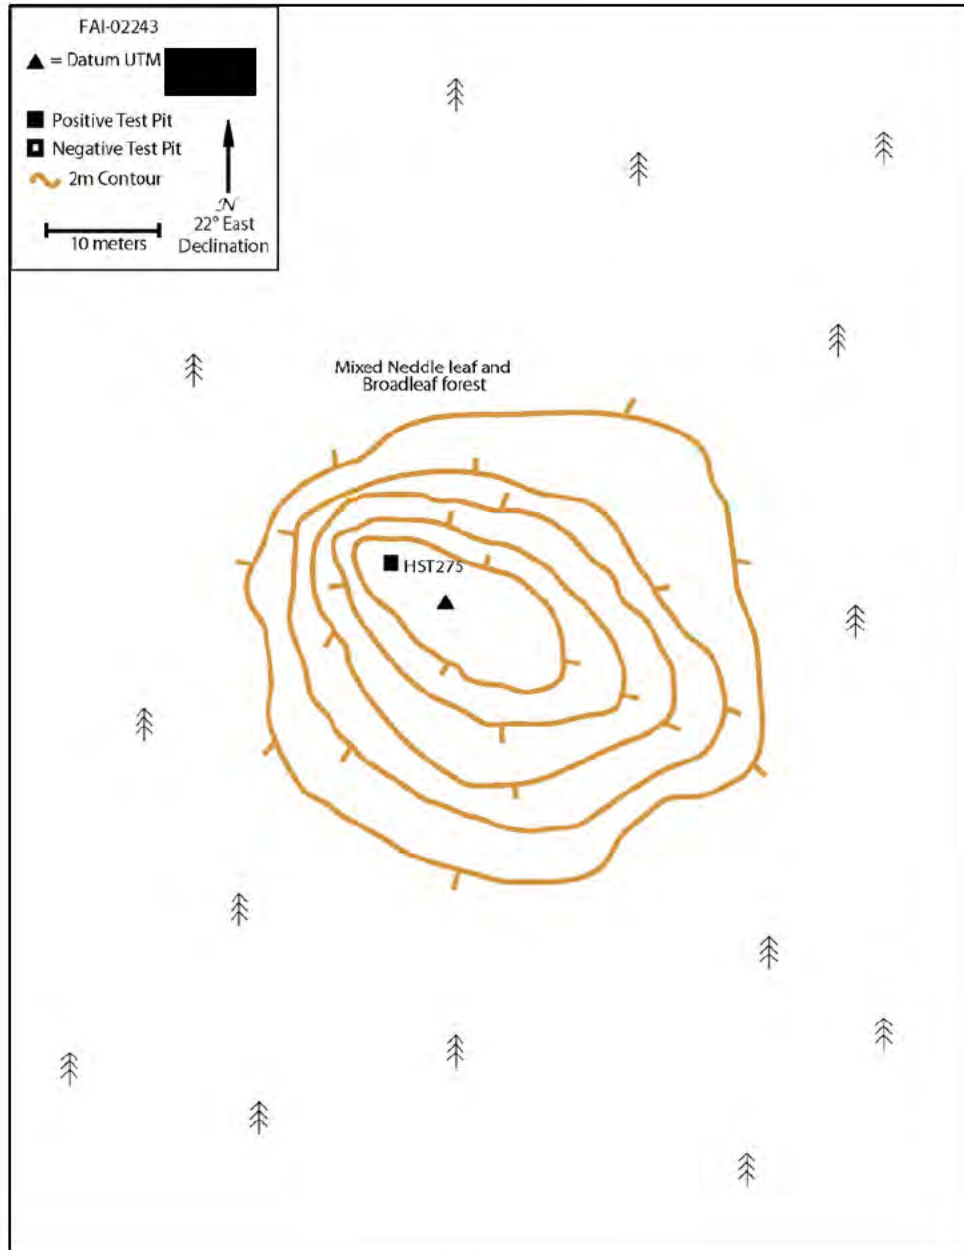 FAI-02243
▲ = Datum UTM
■ Positive Test Pit
Negative Test Pit
2m Contour
10 meters
N
22° East
Declination
Mixed Neddle leaf and
Broadleaf forest
HST275